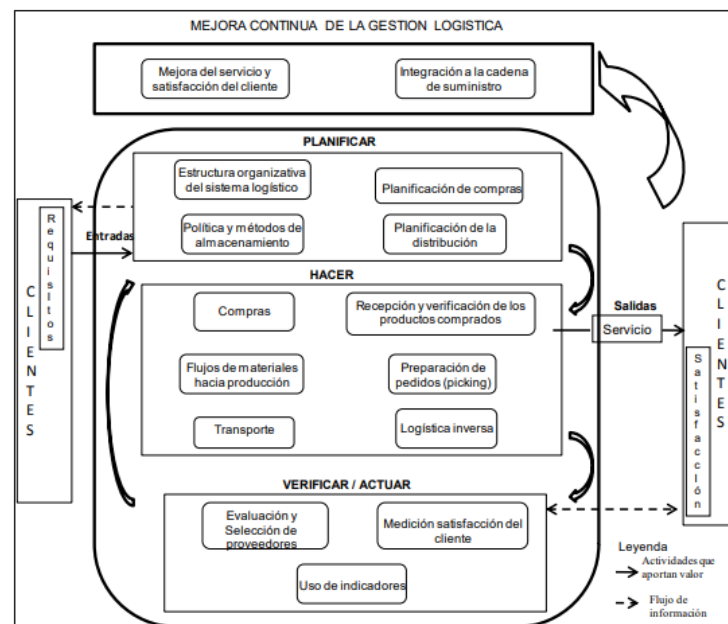 MEJORA CONTINUA DE LA GESTION LOGISTICA
Mejora del servicio y
satisfacción del cliente
Integración a la cadena
de suministro
PLANIFICAR
Estructura organizativa
del sistema logístico
Planificación de compras
Política y métodos de
almacenamiento
Planificación de la
distribución
Requisitos
CLIENTES
Entradas
HACER
Compras
Recepción y verificación de los
productos comprados
Flujos de materiales
hacia producción
Preparación de
pedidos (picking)
Transporte
Logística inversa
Salidas
Servicio
CLIENTES
Satisfacción
VERIFICAR / ACTUAR
Evaluación y
Selección de
proveedores
Medición satisfacción del
cliente
Uso de indicadores
Leyenda
Actividades que
aportan valor
Flujo de
información